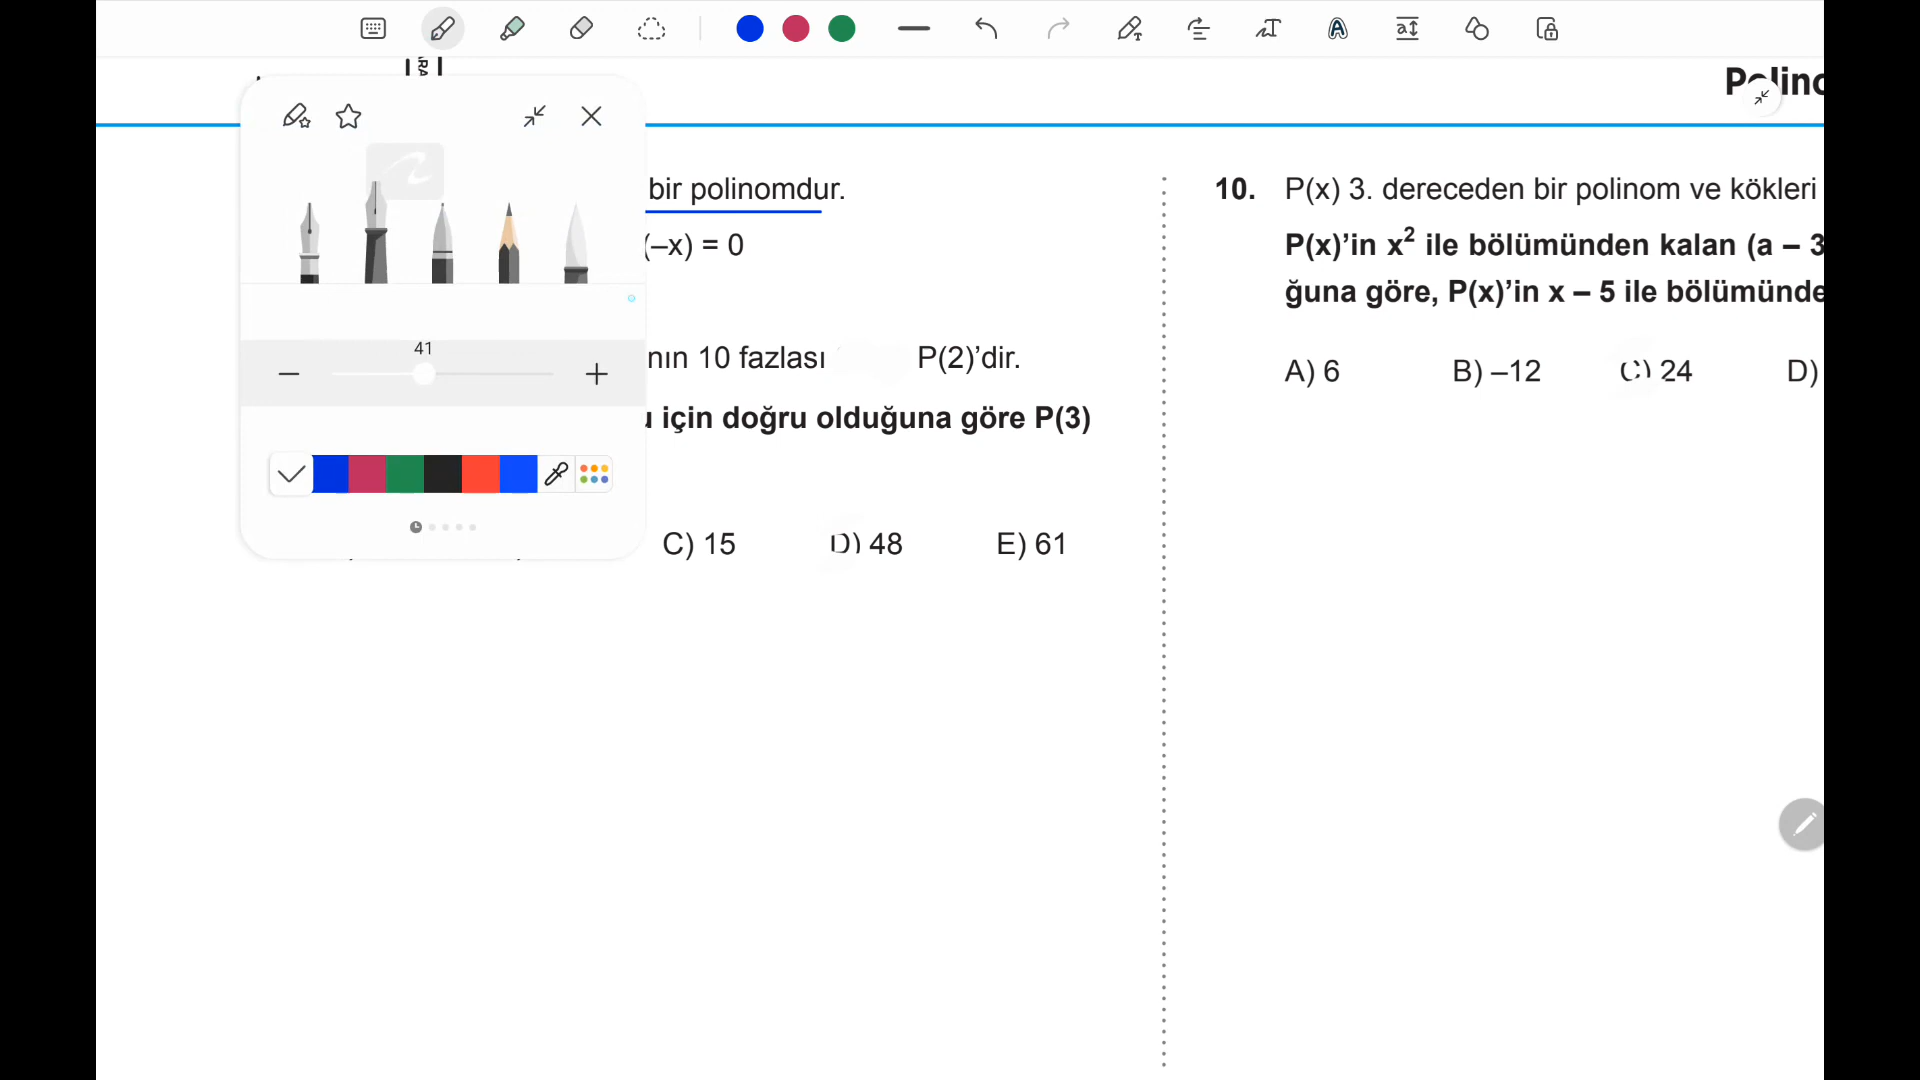 Polino
bir polinomdur.
(–x) = 0
nın 10 fazlası P(2)’dir.
için doğru olduğuna göre P(3)
C) 15 D) 48 E) 61
41
10. P(x) 3. dereceden bir polinom ve kökleri
P(x)’in x² ile bölümünden kalan (a – 3
ğuna göre, P(x)’in x – 5 ile bölümünde
A) 6 B) –12 C) 24 D)